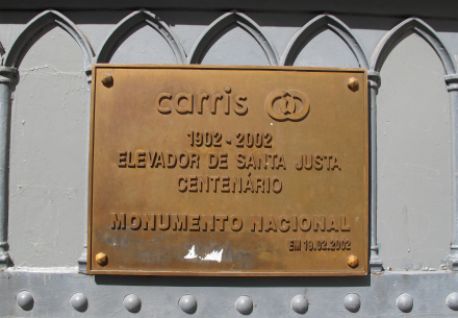 carris
1902 - 2002
ELEVADOR DE SANTA JUSTA
CENTENÁRIO
MONUMENTO NACIONAL
EM 19.02.2002